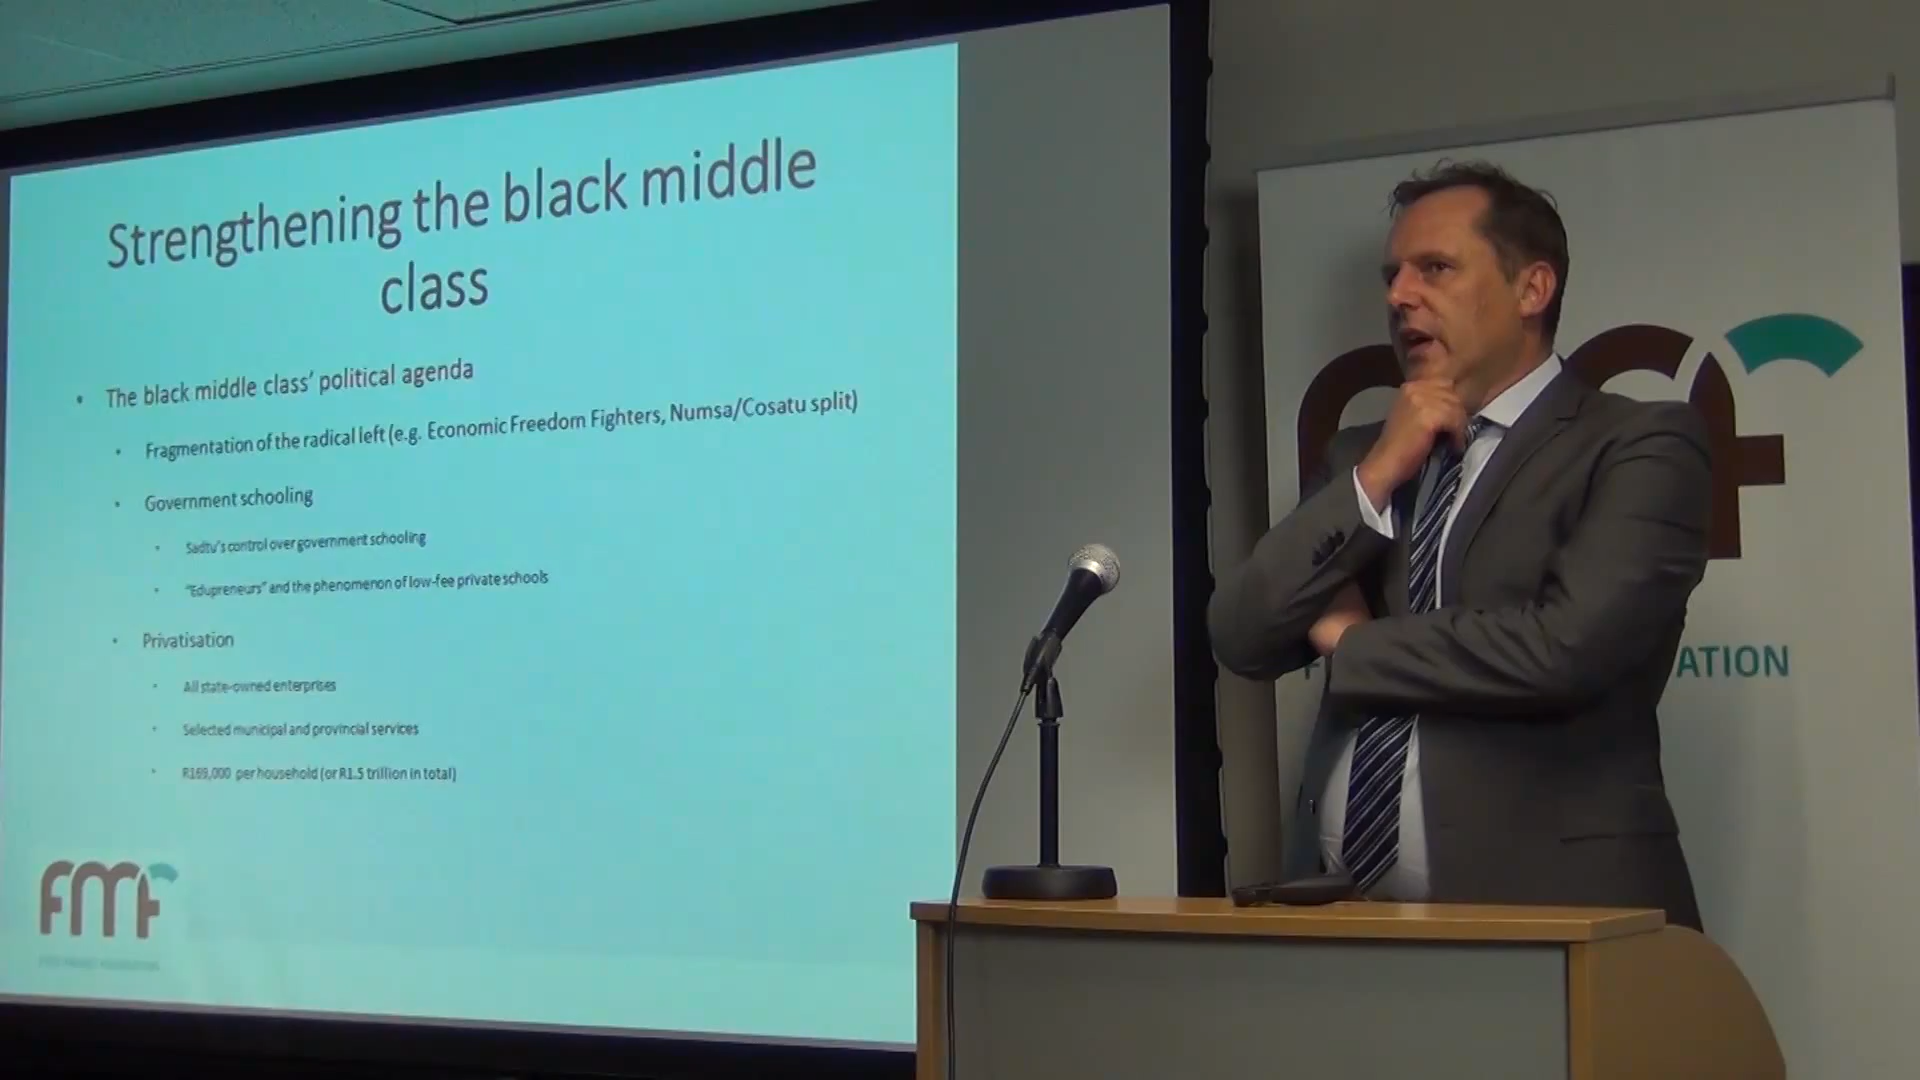 Strengthening the black middle
class
• The black middle class' political agenda
• Fragmentation of the radical left (e.g. Economic Freedom Fighters, Numsa/Cosatu split)
• Government schooling
• Sadtu's control over government schooling
• "Edupreneurs" and the phenomenon of low-fee private schools
• Privatisation
• All state-owned enterprises
• Selected municipal and provincial services
• R169,000 per household (or R1.5 trillion in total)
FMF
ATION